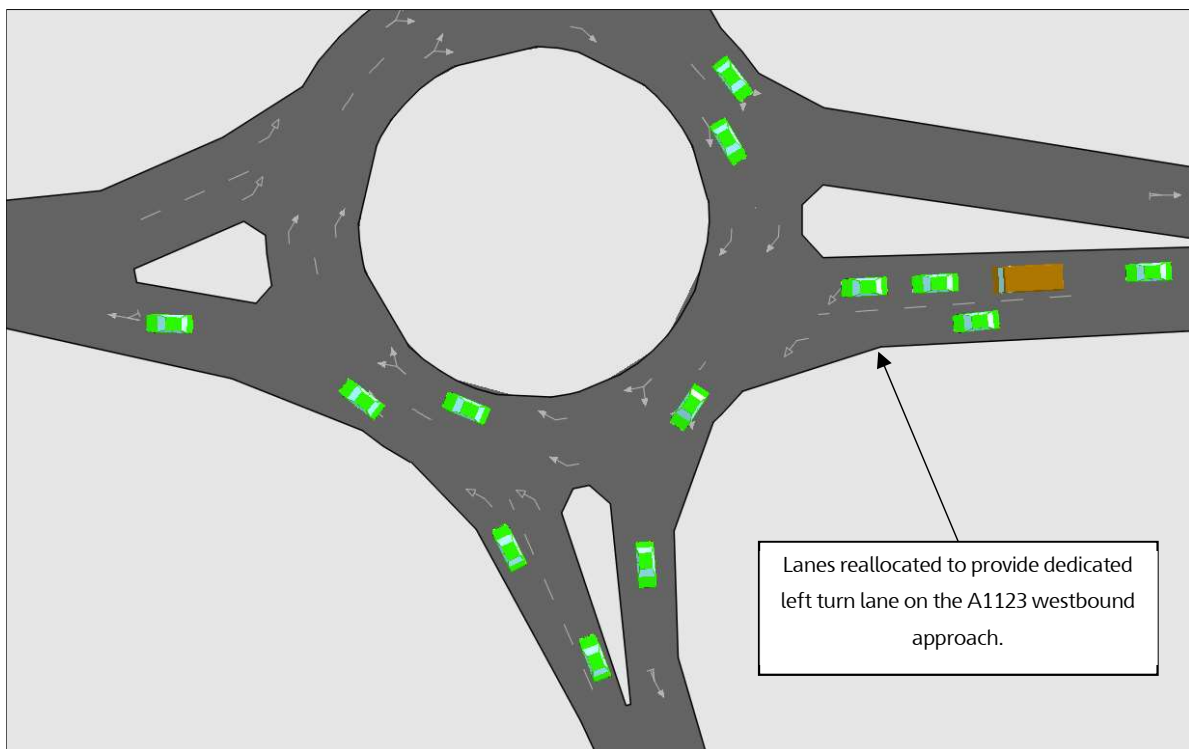 Lanes reallocated to provide dedicated
left turn lane on the A1123 westbound
approach.